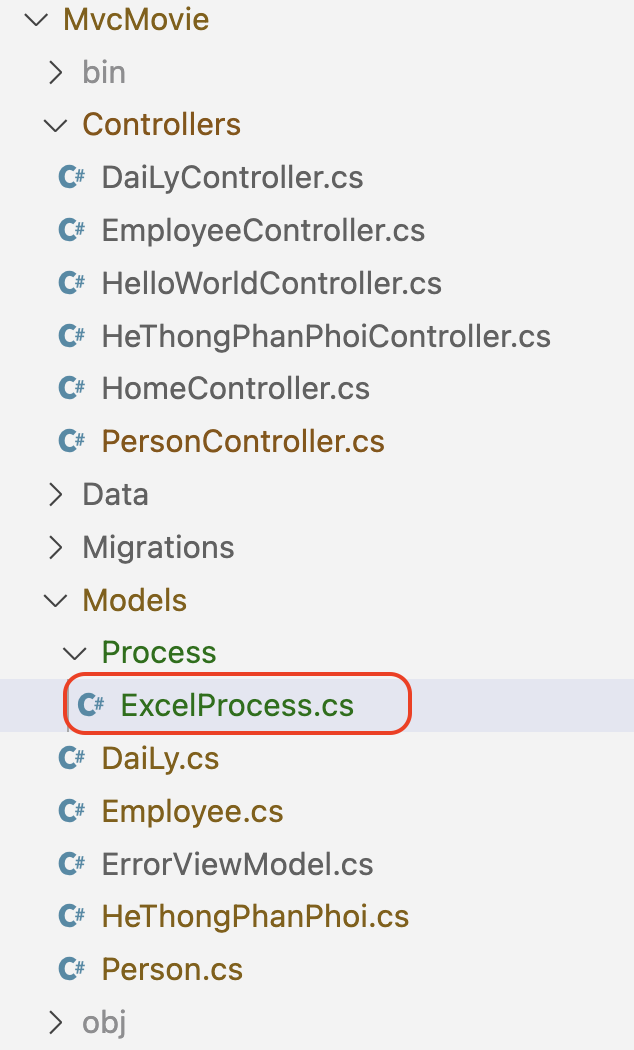 MvcMovie
bin
Controllers
C# DaiLyController.cs
C# EmployeeController.cs
C# HelloWorldController.cs
C# HeThongPhanPhoiController.cs
C# HomeController.cs
C# PersonController.cs
Data
Migrations
Models
Process
C# ExcelProcess.cs
C# DaiLy.cs
C# Employee.cs
C# ErrorViewModel.cs
C# HeThongPhanPhoi.cs
C# Person.cs
obj